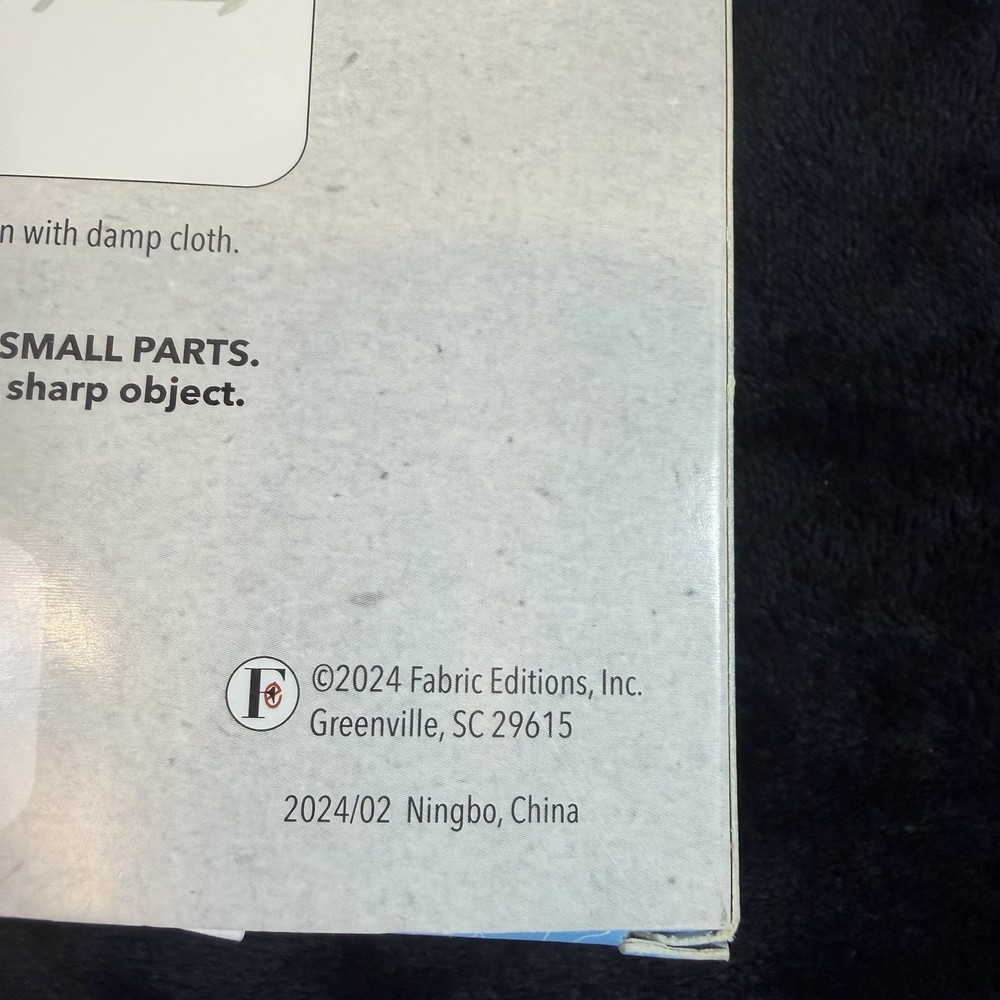 n with damp cloth.
SMALL PARTS.
sharp object.
©2024 Fabric Editions, Inc.
Greenville, SC 29615
2024/02 Ningbo, China